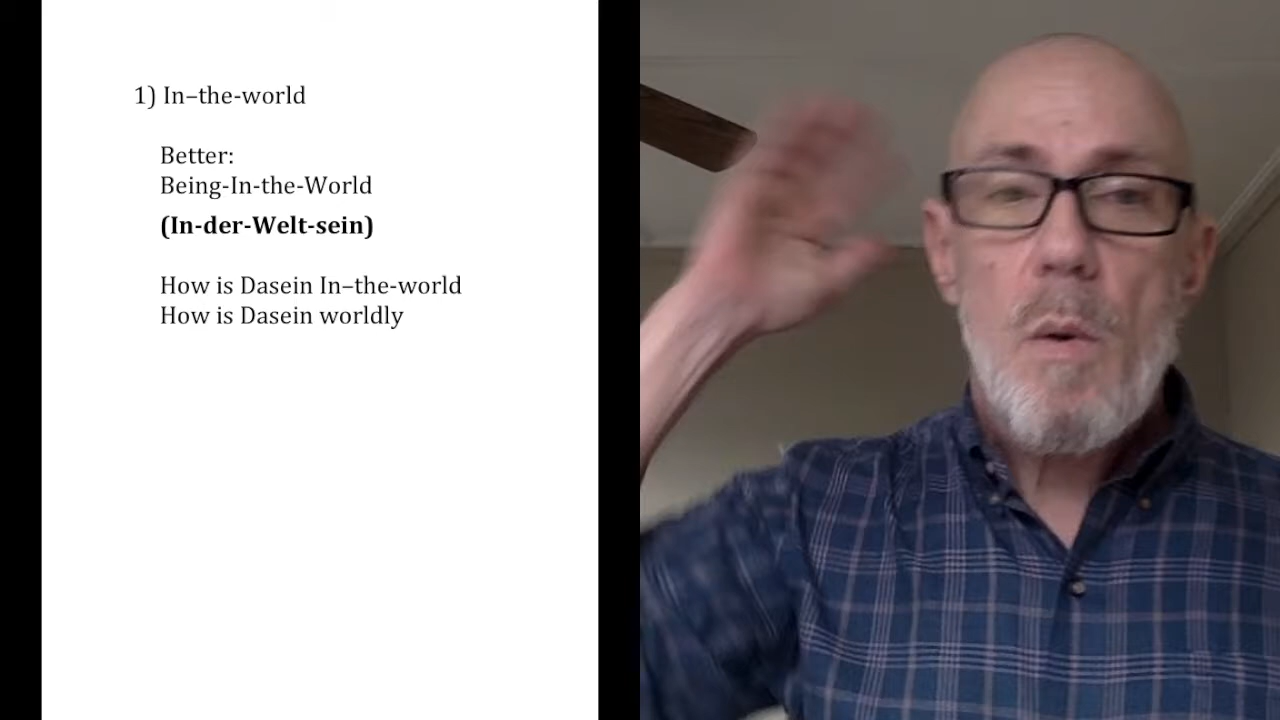 1) In–the-world
Better:
Being-In-the-World
(In-der-Welt-sein)
How is Dasein In–the-world
How is Dasein worldly